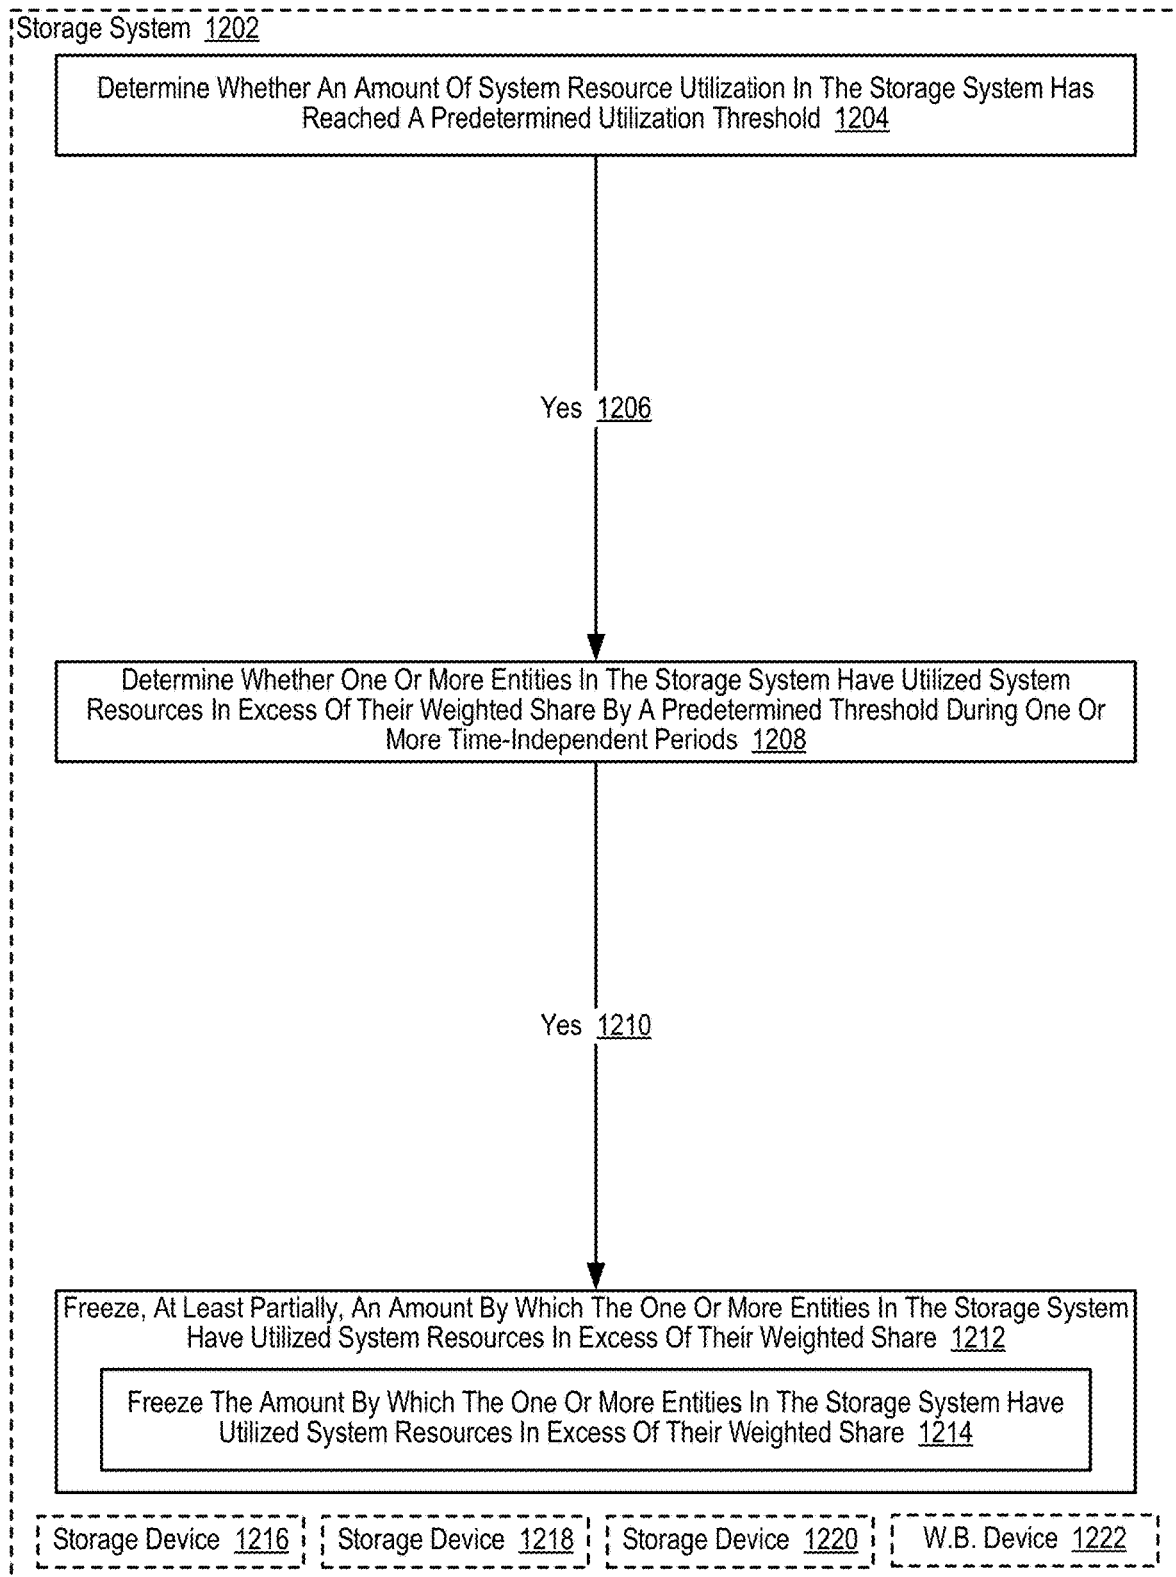 Storage System 1202
Determine Whether An Amount Of System Resource Utilization In The Storage System Has
Reached A Predetermined Utilization Threshold 1204
Yes 1206
Determine Whether One Or More Entities In The Storage System Have Utilized System
Resources In Excess Of Their Weighted Share By A Predetermined Threshold During One Or
More Time-Independent Periods 1208
Yes 1210
Freeze, At Least Partially, An Amount By Which The One Or More Entities In The Storage System
Have Utilized System Resources In Excess Of Their Weighted Share 1212
Freeze The Amount By Which The One Or More Entities In The Storage System Have
Utilized System Resources In Excess Of Their Weighted Share 1214
Storage Device 1216
Storage Device 1218
Storage Device 1220
W.B. Device 1222